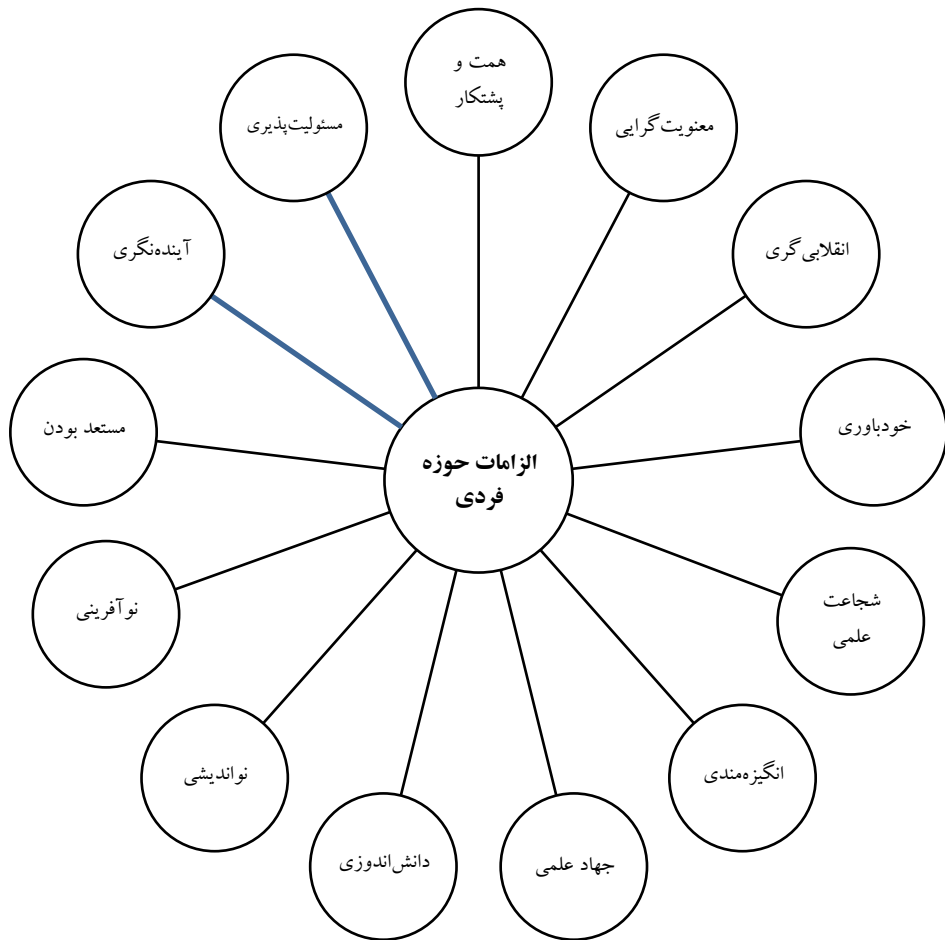 همت و
پشتکار
معنویت‌گرایی
انقلابی‌گری
خودباوری
شجاعت
علمی
انگیزه‌مندی
جهاد علمی
دانش‌اندوزی
نواندیشی
نوآفرینی
مستعد بودن
آینده‌نگری
مسئولیت‌پذیری
الزامات حوزه
فردی